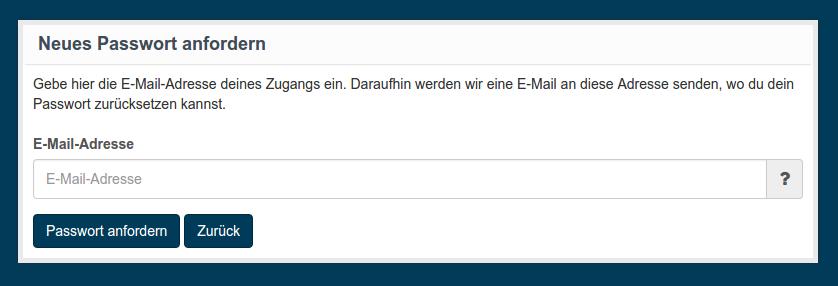 Neues Passwort anfordern
Gebe hier die E-Mail-Adresse deines Zugangs ein. Daraufhin werden wir eine E-Mail an diese Adresse senden, wo du dein
Passwort zurücksetzen kannst.
E-Mail-Adresse
E-Mail-Adresse ?
Passwort anfordern Zurück